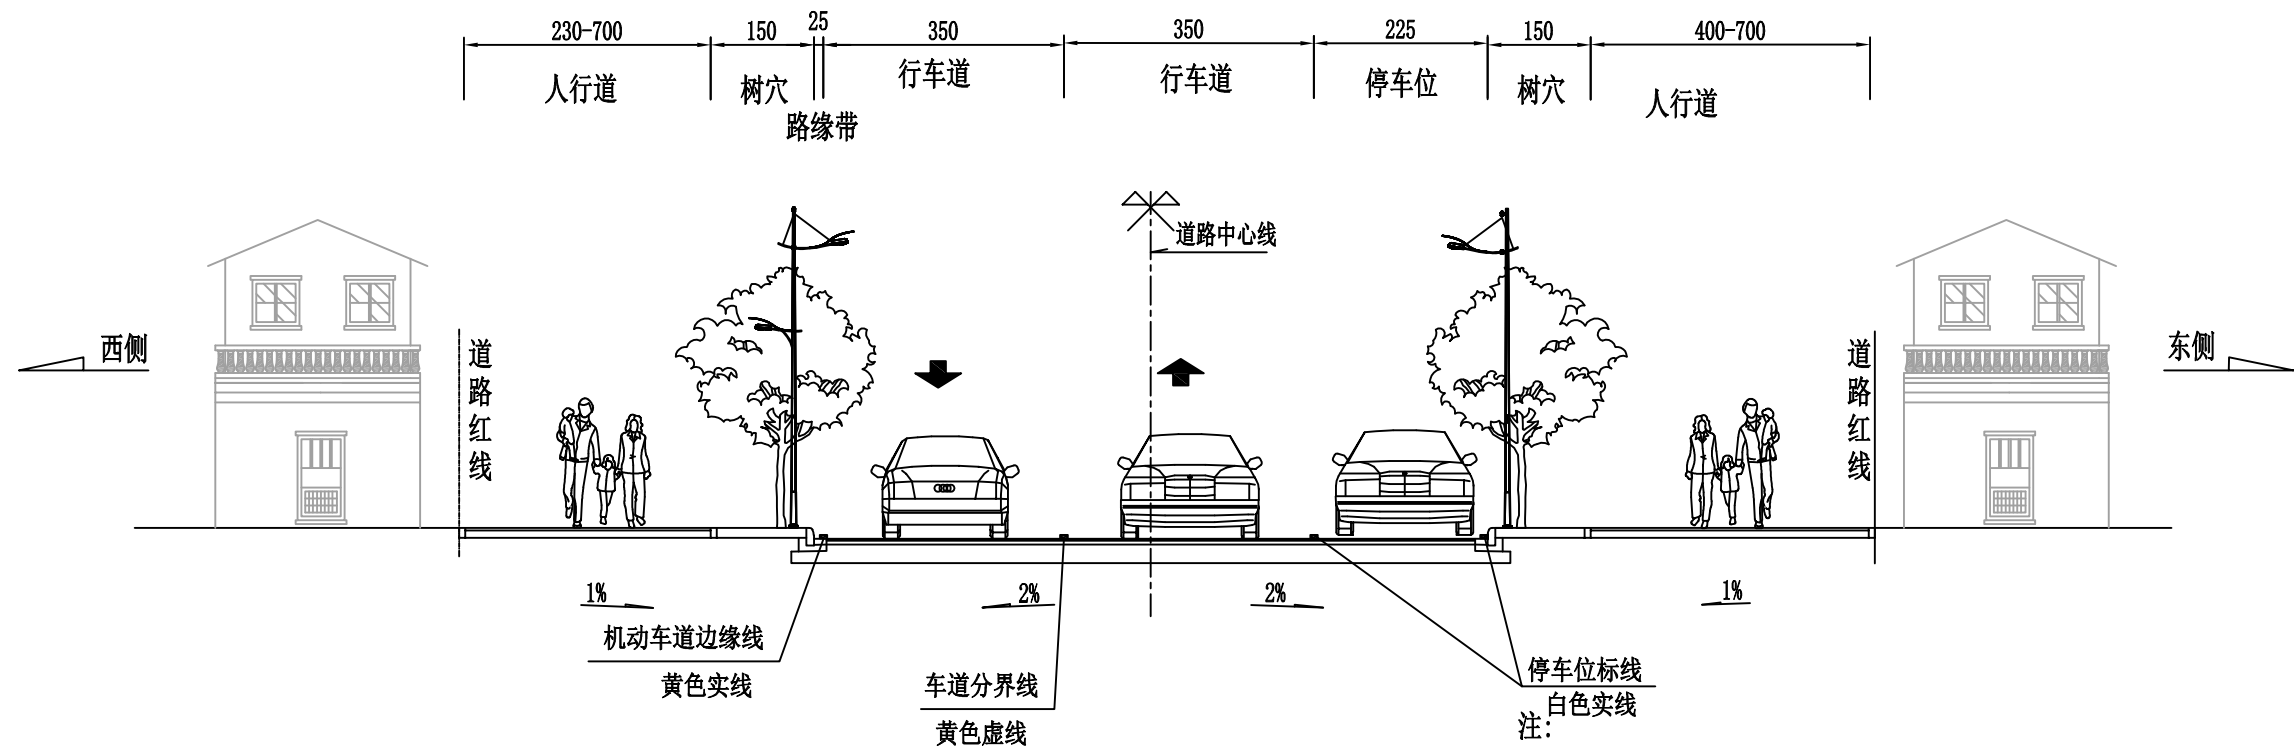 230-700
150
25
350
350
225
150
400-700
人行道
树穴
路缘带
行车道
行车道
停车位
树穴
人行道
道路中心线
西侧
道路红线
道路红线
东侧
1%
2%
2%
1%
机动车道边缘线
黄色实线
车道分界线
黄色虚线
停车位标线
白色实线
注: